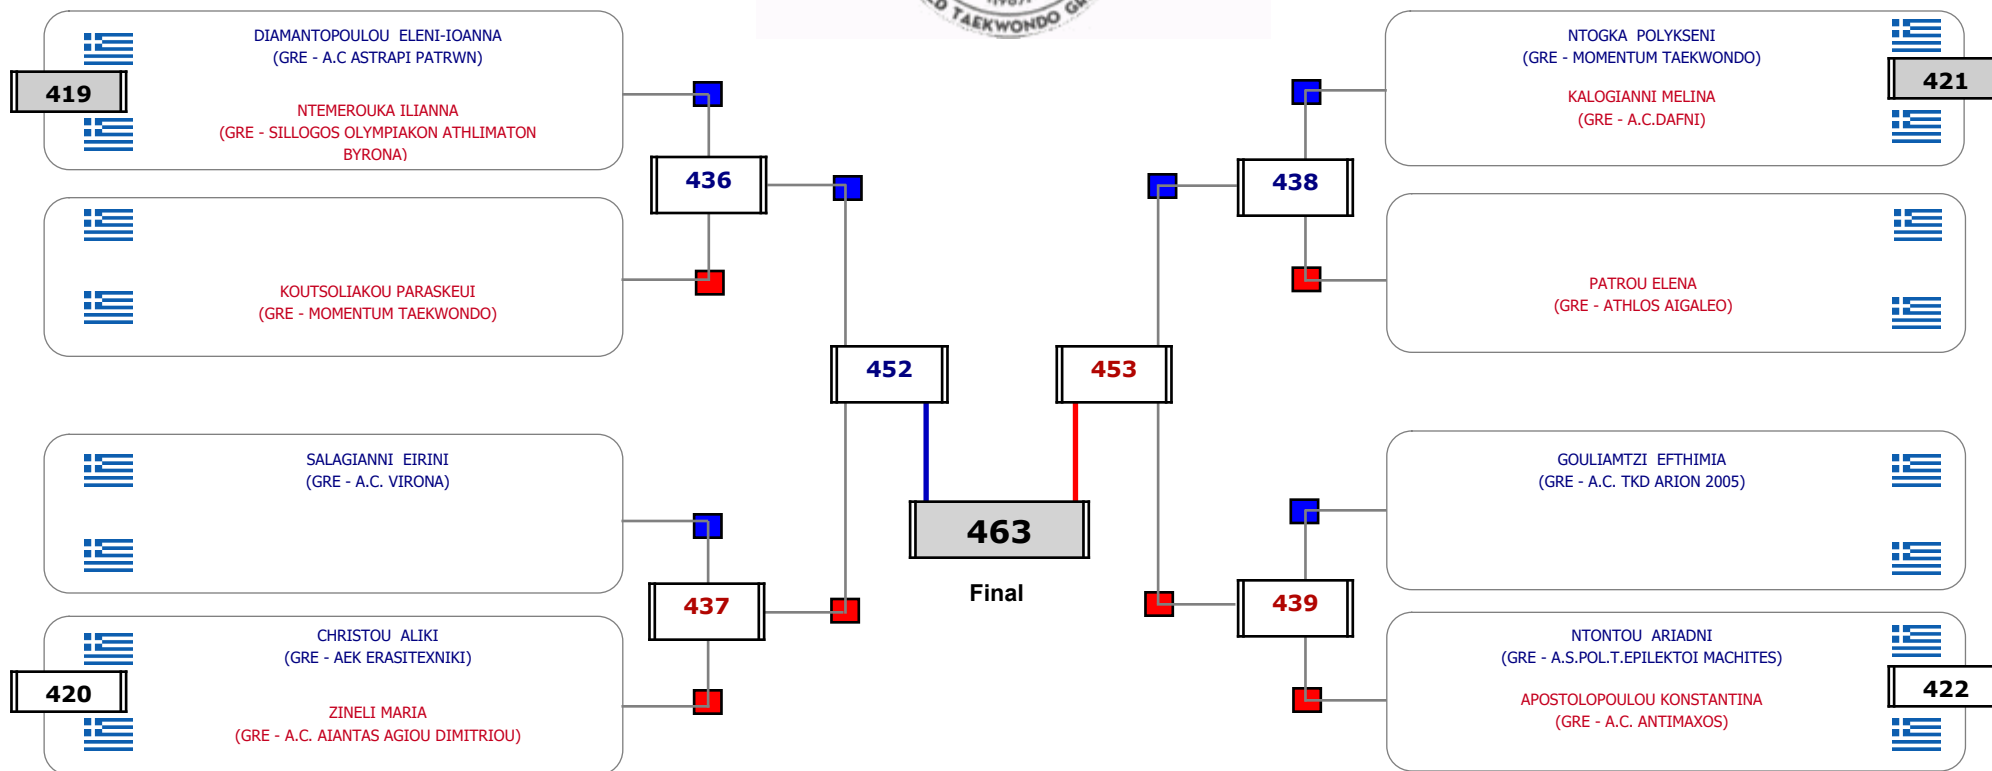 TAEKWONDO
DIAMANTOPOULOU ELENI-IOANNA
(GRE - A.C ASTRAPI PATRWN)
419
NTEMEROUKA ILIANNA
(GRE - SILLOGOS OLYMPIAKON ATHLIMATON
BYRONA)
436
KOUTSOLIAKOU PARASKEUI
(GRE - MOMENTUM TAEKWONDO)
452
SALAGIANNI EIRINI
(GRE - A.C. VIRONA)
437
CHRISTOU ALIKI
(GRE - AEK ERASITEXNIKI)
420
ZINELI MARIA
(GRE - A.C. AIANTAS AGIOU DIMITRIOU)
463
Final
NTOGKA POLYKSENI
(GRE - MOMENTUM TAEKWONDO)
421
KALOGIANNI MELINA
(GRE - A.C.DAFNI)
438
PATROU ELENA
(GRE - ATHLOS AIGALEO)
453
GOULIAMTZI EFTHIMIA
(GRE - A.C. TKD ARION 2005)
439
NTONTOU ARIADNI
(GRE - A.S.POL.T.EPILEKTOI MACHITES)
422
APOSTOLOPOULOU KONSTANTINA
(GRE - A.C. ANTIMAXOS)